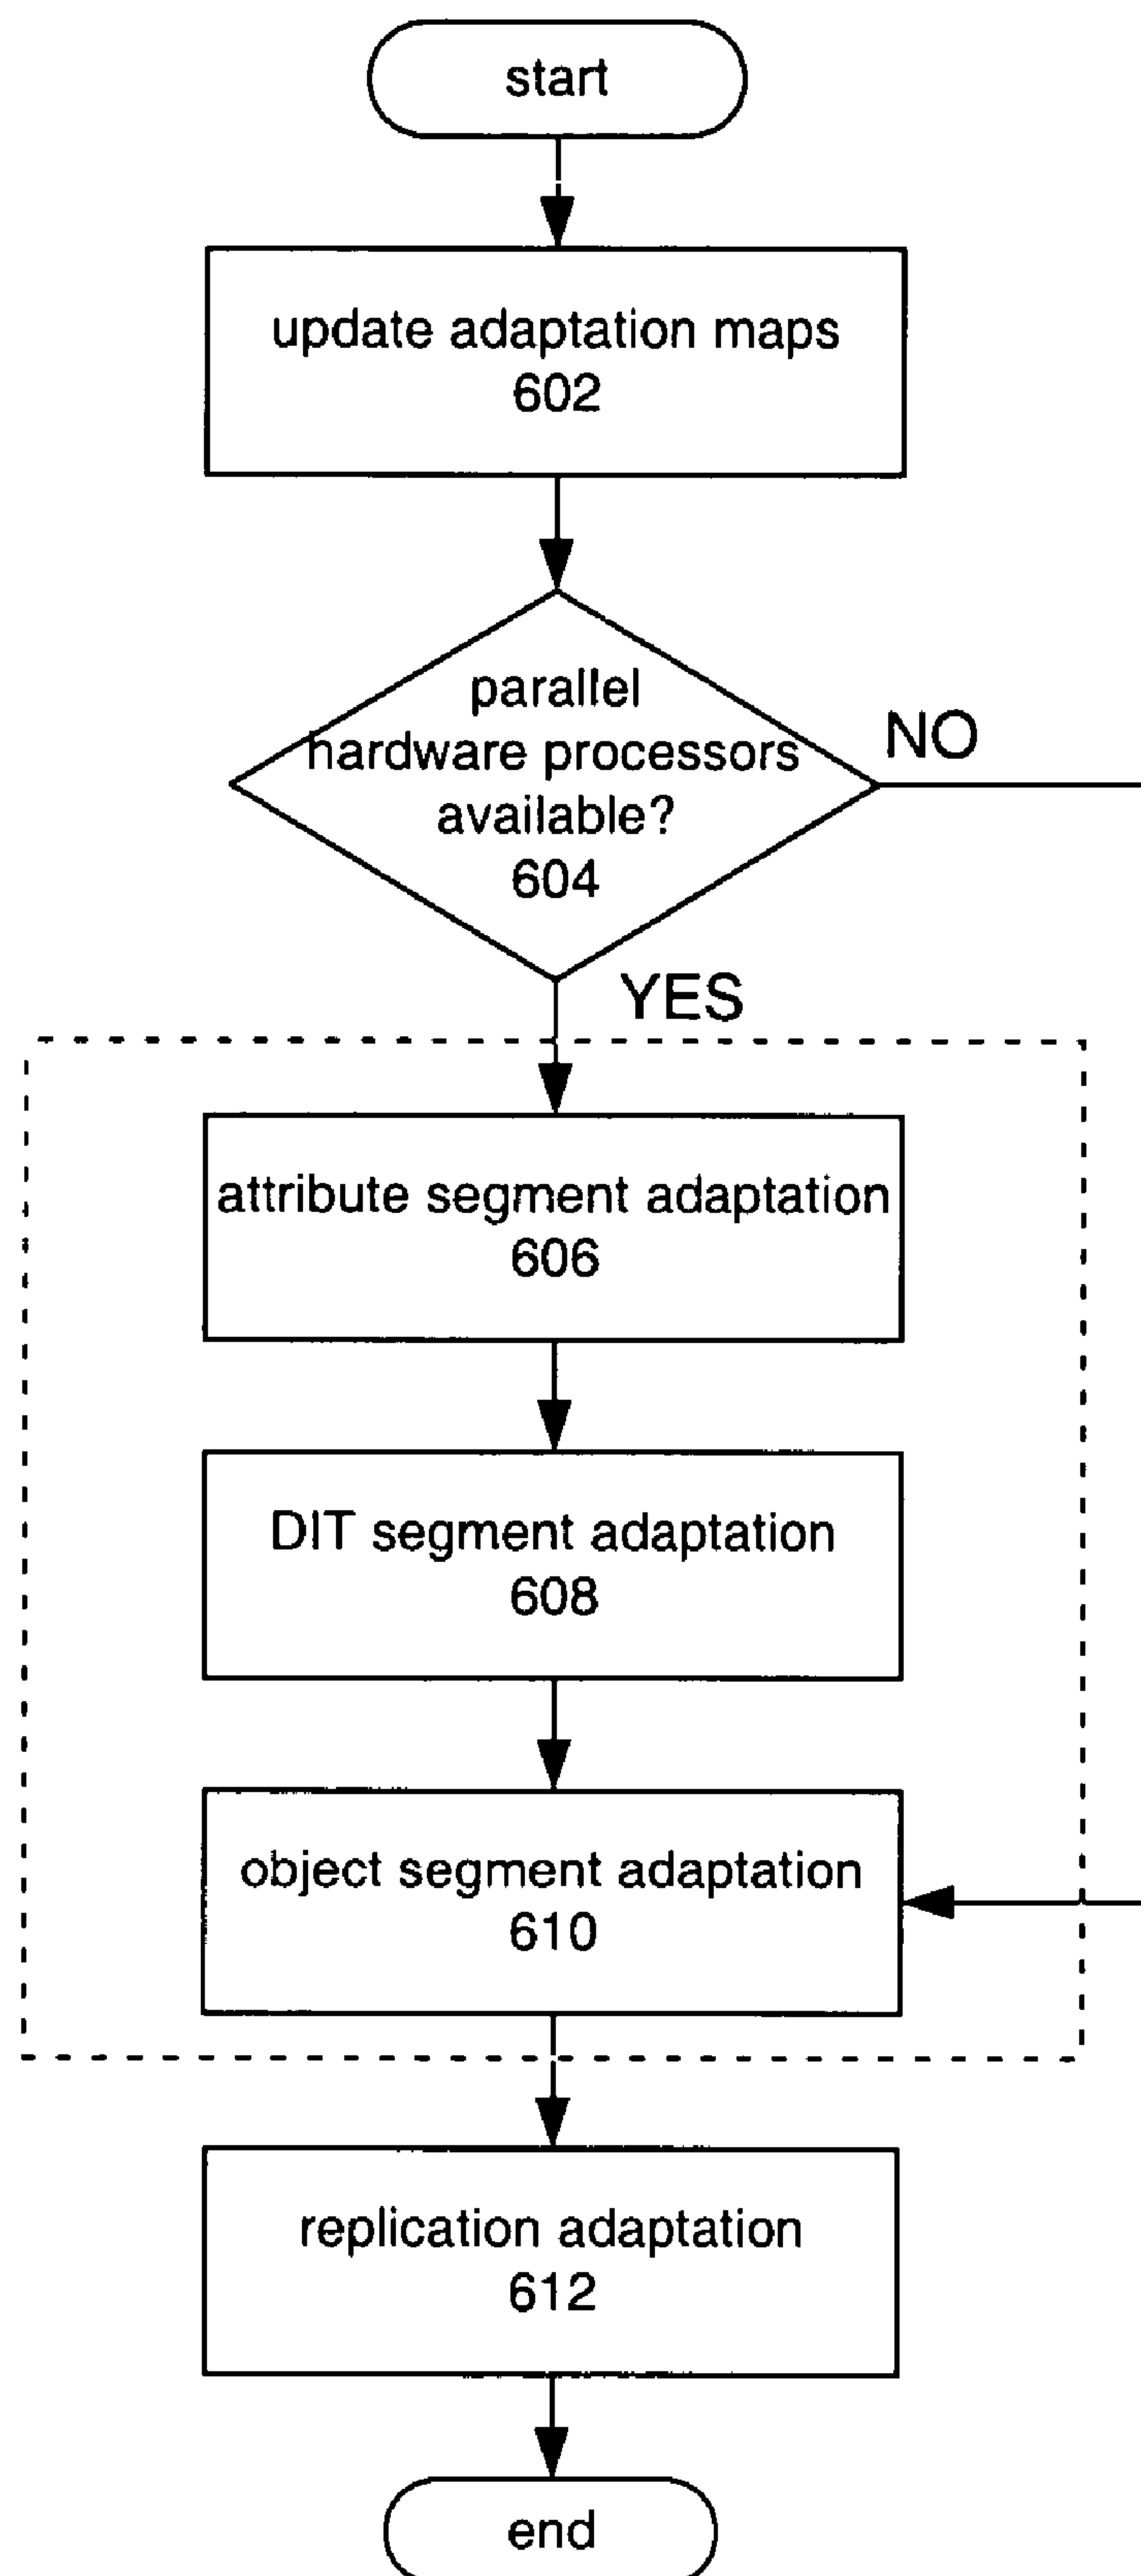 start
update adaptation maps
602
parallel
hardware processors
available?
604
NO
YES
attribute segment adaptation
606
DIT segment adaptation
608
object segment adaptation
610
replication adaptation
612
end